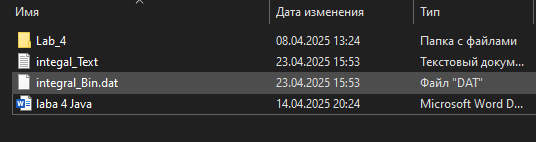 Имя Дата изменения Тип
Lab_4 08.04.2025 13:24 Папка с файлами
integal_Text 23.04.2025 15:53 Текстовый докум...
integral_Bin.dat 23.04.2025 15:53 Файл "DAT"
laba 4 Java 14.04.2025 20:24 Microsoft Word D...